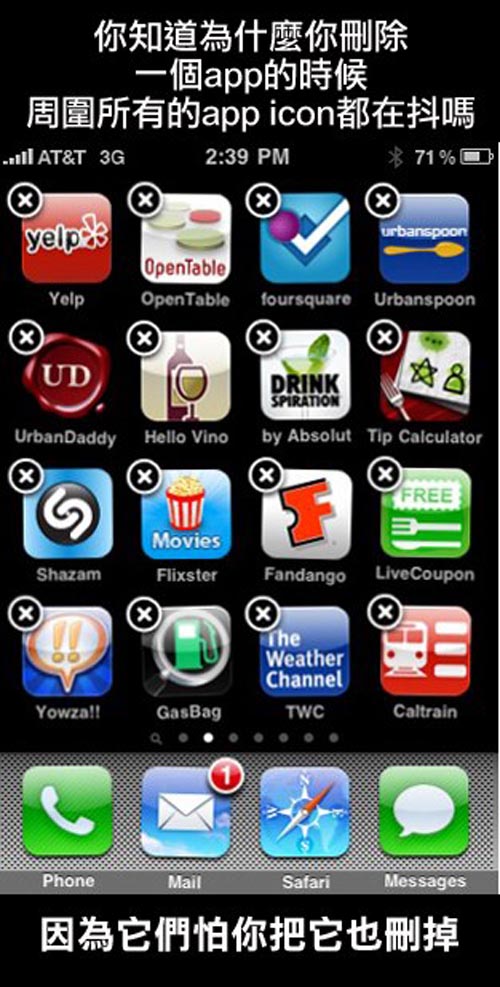 你知道為什麼你刪除
一個app的時候
周圍所有的app icon都在抖嗎
AT&T 3G 2:39 PM 71%
yelp
OpenTable
urbanspoon
Yelp OpenTable foursquare Urbanspoon
UD
DRINK
SPIRATION
UrbanDaddy Hello Vino by Absolut Tip Calculator
Movies
F
FREE
Shazam Flixster Fandango LiveCoupon
!!
The
Weather
Channel
Yowza!! GasBag TWC Caltrain
1
N
W E
S
Phone Mail Safari Messages
因為它們怕你把它也刪掉